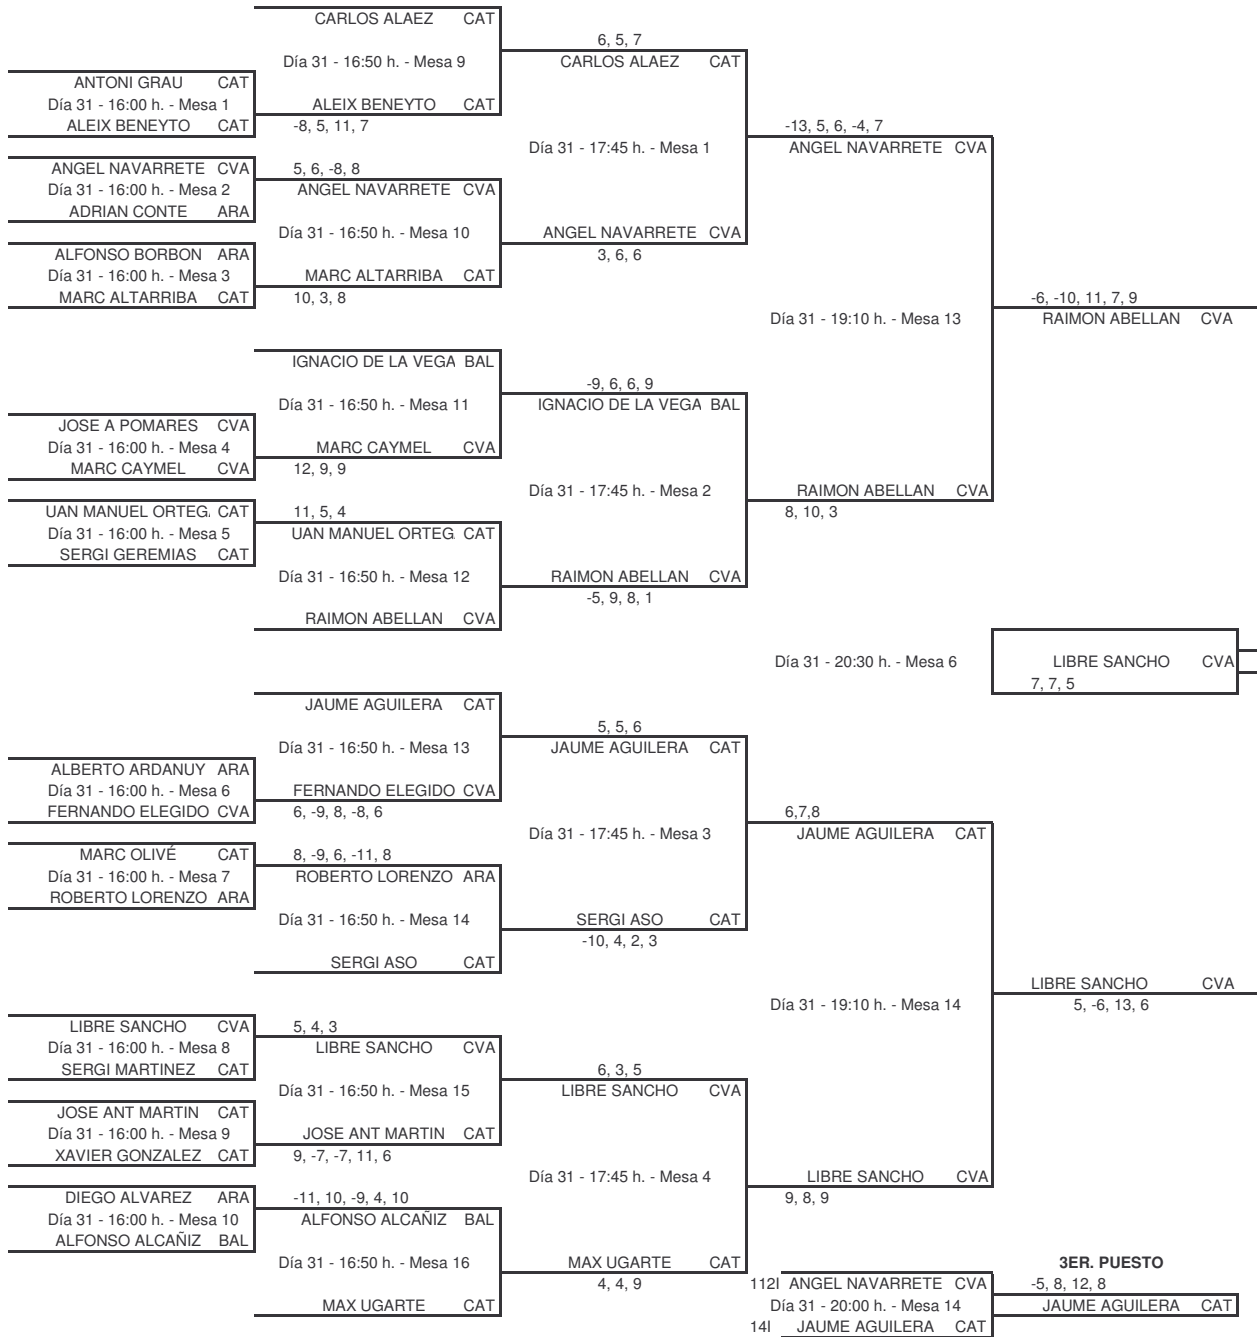 CARLOS ALAEZ CAT
6, 5, 7
Día 31 - 16:50 h. - Mesa 9
CARLOS ALAEZ CAT
ANTONI GRAU CAT
Día 31 - 16:00 h. - Mesa 1
ALEIX BENEYTO CAT
ALEIX BENEYTO CAT
-8, 5, 11, 7
-13, 5, 6, -4, 7
Día 31 - 17:45 h. - Mesa 1
ANGEL NAVARRETE CVA
ANGEL NAVARRETE CVA
5, 6, -8, 8
Día 31 - 16:00 h. - Mesa 2
ANGEL NAVARRETE CVA
ADRIAN CONTE ARA
Día 31 - 16:50 h. - Mesa 10
ANGEL NAVARRETE CVA
ALFONSO BORBON ARA
3, 6, 6
Día 31 - 16:00 h. - Mesa 3
MARC ALTARRIBA CAT
MARC ALTARRIBA CAT
10, 3, 8
-6, -10, 11, 7, 9
Día 31 - 19:10 h. - Mesa 13
RAIMON ABELLAN CVA
IGNACIO DE LA VEGA BAL
-9, 6, 6, 9
Día 31 - 16:50 h. - Mesa 11
IGNACIO DE LA VEGA BAL
JOSE A POMARES CVA
Día 31 - 16:00 h. - Mesa 4
MARC CAYMEL CVA
MARC CAYMEL CVA
12, 9, 9
Día 31 - 17:45 h. - Mesa 2
RAIMON ABELLAN CVA
UAN MANUEL ORTEG. CAT
11, 5, 4
8, 10, 3
Día 31 - 16:00 h. - Mesa 5
UAN MANUEL ORTEG. CAT
SERGI GEREMIAS CAT
Día 31 - 16:50 h. - Mesa 12
RAIMON ABELLAN CVA
-5, 9, 8, 1
RAIMON ABELLAN CVA
Día 31 - 20:30 h. - Mesa 6
LIBRE SANCHO CVA
7, 7, 5
JAUME AGUILERA CAT
5, 5, 6
Día 31 - 16:50 h. - Mesa 13
JAUME AGUILERA CAT
ALBERTO ARDANUY ARA
Día 31 - 16:00 h. - Mesa 6
FERNANDO ELEGIDO CVA
FERNANDO ELEGIDO CVA
6, -9, 8, -8, 6
6,7,8
Día 31 - 17:45 h. - Mesa 3
JAUME AGUILERA CAT
MARC OLIVÉ CAT
8, -9, 6, -11, 8
Día 31 - 16:00 h. - Mesa 7
ROBERTO LORENZO ARA
ROBERTO LORENZO ARA
Día 31 - 16:50 h. - Mesa 14
SERGI ASO CAT
-10, 4, 2, 3
SERGI ASO CAT
LIBRE SANCHO CVA
Día 31 - 19:10 h. - Mesa 14
5, -6, 13, 6
LIBRE SANCHO CVA
5, 4, 3
Día 31 - 16:00 h. - Mesa 8
LIBRE SANCHO CVA
SERGI MARTINEZ CAT
6, 3, 5
Día 31 - 16:50 h. - Mesa 15
LIBRE SANCHO CVA
JOSE ANT MARTIN CAT
Día 31 - 16:00 h. - Mesa 9
JOSE ANT MARTIN CAT
XAVIER GONZALEZ CAT
9, -7, -7, 11, 6
Día 31 - 17:45 h. - Mesa 4
LIBRE SANCHO CVA
DIEGO ALVAREZ ARA
-11, 10, -9, 4, 10
9, 8, 9
Día 31 - 16:00 h. - Mesa 10
ALFONSO ALCAÑIZ BAL
ALFONSO ALCAÑIZ BAL
Día 31 - 16:50 h. - Mesa 16
MAX UGARTE CAT
3ER. PUESTO
4, 4, 9
112I ANGEL NAVARRETE CVA
-5, 8, 12, 8
MAX UGARTE CAT
Día 31 - 20:00 h. - Mesa 14
JAUME AGUILERA CAT
14I JAUME AGUILERA CAT